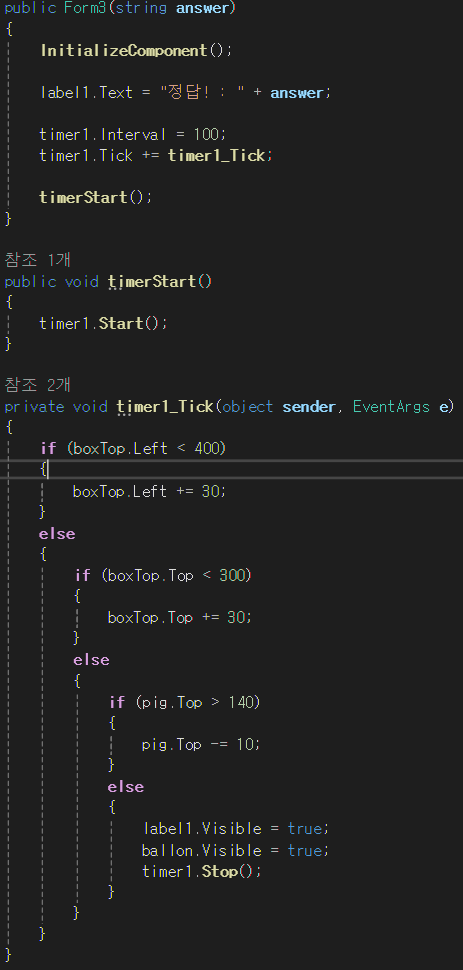 public Form3(string answer)
{
InitializeComponent();
label1.Text = "정답! : " + answer;
timer1.Interval = 100;
timer1.Tick += timer1_Tick;
timerStart();
}
참조 1개
public void timerStart()
{
timer1.Start();
}
참조 2개
private void timer1_Tick(object sender, EventArgs e)
{
if (boxTop.Left < 400)
{
boxTop.Left += 30;
}
else
{
if (boxTop.Top < 300)
{
boxTop.Top += 30;
}
else
{
if (pig.Top > 140)
{
pig.Top -= 10;
}
else
{
label1.Visible = true;
ballon.Visible = true;
timer1.Stop();
}
}
}
}